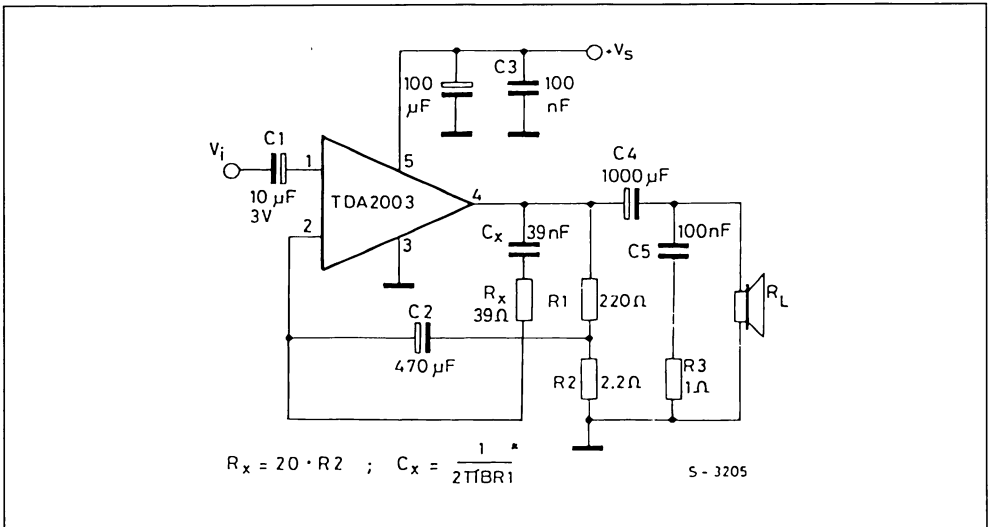 +Vs
C3
100
µF
100
nF
C1
Vi
10 µF
3V
1
5
TDA2003
4
2
3
C4
1000 µF
Cx 39nF
100nF
C5
Rx
39Ω
R1 220Ω
RL
C2
470 µF
R2 2.2Ω
R3
1Ω
Rx = 20 · R2 ; Cx = 1 / 2πBR1 *
S - 3205